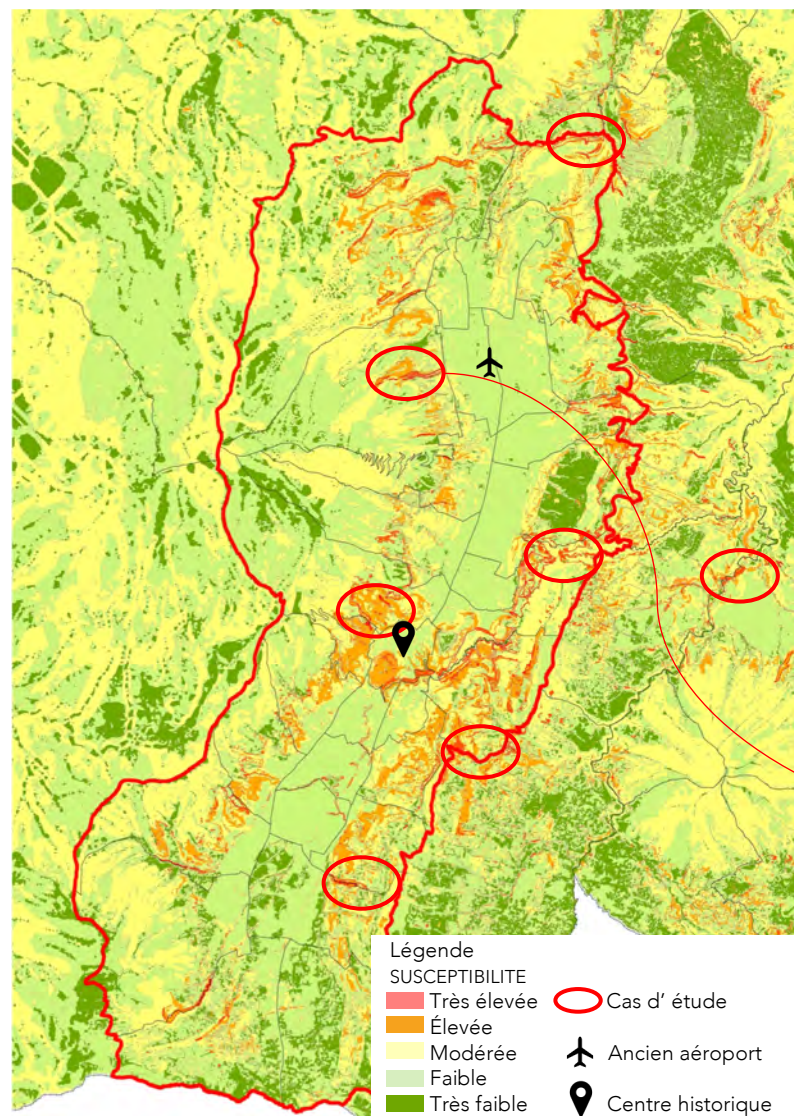 Légende
SUSCEPTIBILITE
Très élevée
Élevée
Modérée
Faible
Très faible
Cas d' étude
Ancien aéroport
Centre historique